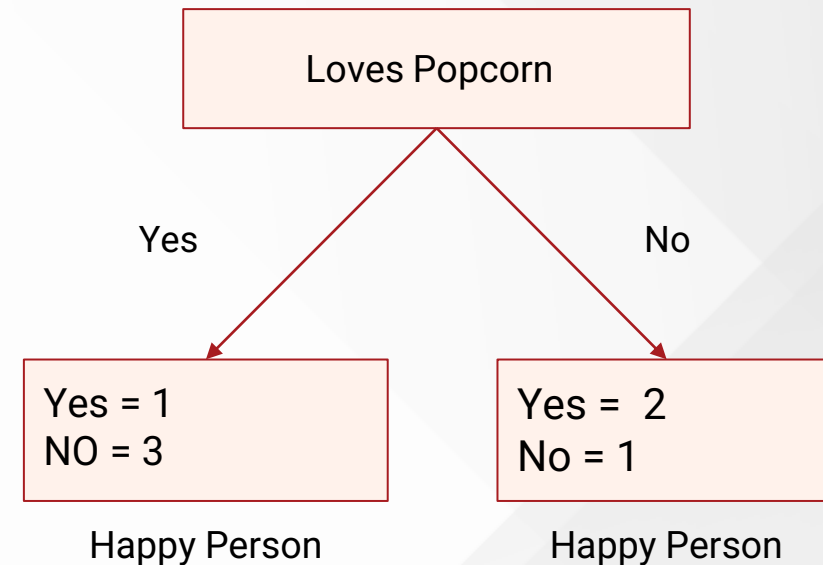 Loves Popcorn
Yes
No
Yes = 1
NO = 3
Yes =  2
No = 1
Happy Person
Happy Person